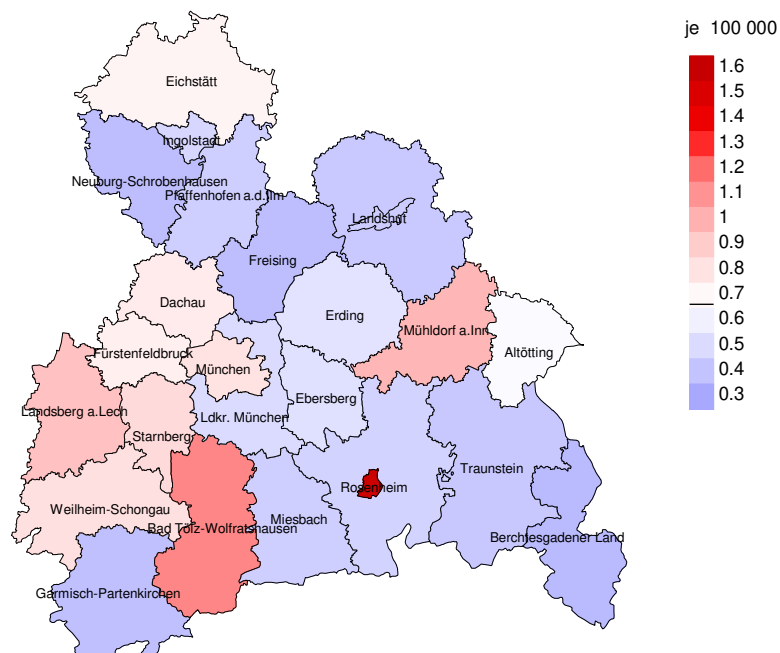 je 100 000
1.6
1.5
1.4
1.3
1.2
1.1
1
0.9
0.8
0.7
0.6
0.5
0.4
0.3
Eichstätt
Ingolstadt
Neuburg-Schrobenhausen
Pfaffenhofen a.d.Ilm
Landshut
Freising
Dachau
Erding
Mühldorf a.Inn
Fürstenfeldbruck
Altötting
München
Ebersberg
Landsberg a.Lech
Ldkr. München
Starnberg
Traunstein
Rosenheim
Weilheim-Schongau
Miesbach
Bad Tölz-Wolfratshausen
Berchtesgadener Land
Garmisch-Partenkirchen